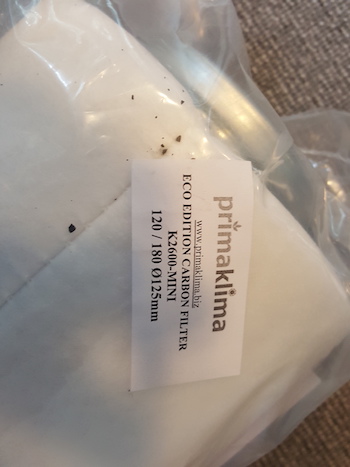 primaklima
www.primaklima.biz
ECO EDITION CARBON FILTER
K2600-MINI
120 / 180 Ø125mm